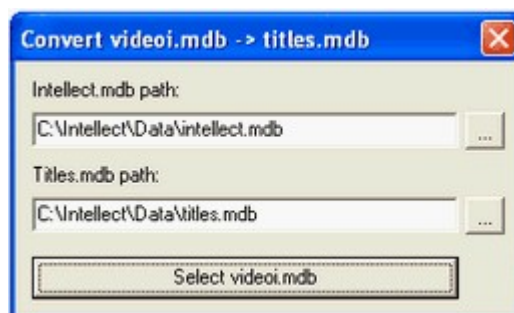 Convert videoi.mdb -> titles.mdb
Intellect.mdb path:
C:\Intellect\Data\intellect.mdb
...
Titles.mdb path:
C:\Intellect\Data\titles.mdb
...
Select videoi.mdb